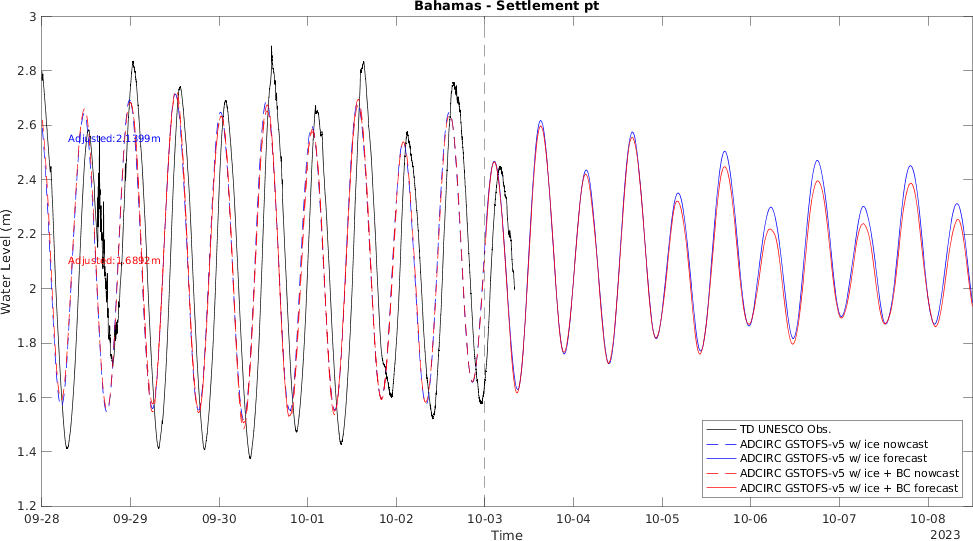 Bahamas - Settlement pt
3
2.8
2.6
2.4
2.2
2
1.8
1.6
1.4
1.2
Water Level (m)
Adjusted:2.1399m
Adjusted:1.6892m
TD UNESCO Obs.
ADCIRC GSTOFS-v5 w/ ice nowcast
ADCIRC GSTOFS-v5 w/ ice forecast
ADCIRC GSTOFS-v5 w/ ice + BC nowcast
ADCIRC GSTOFS-v5 w/ ice + BC forecast
09-28 09-29 09-30 10-01 10-02 10-03 10-04 10-05 10-06 10-07 10-08
Time
2023